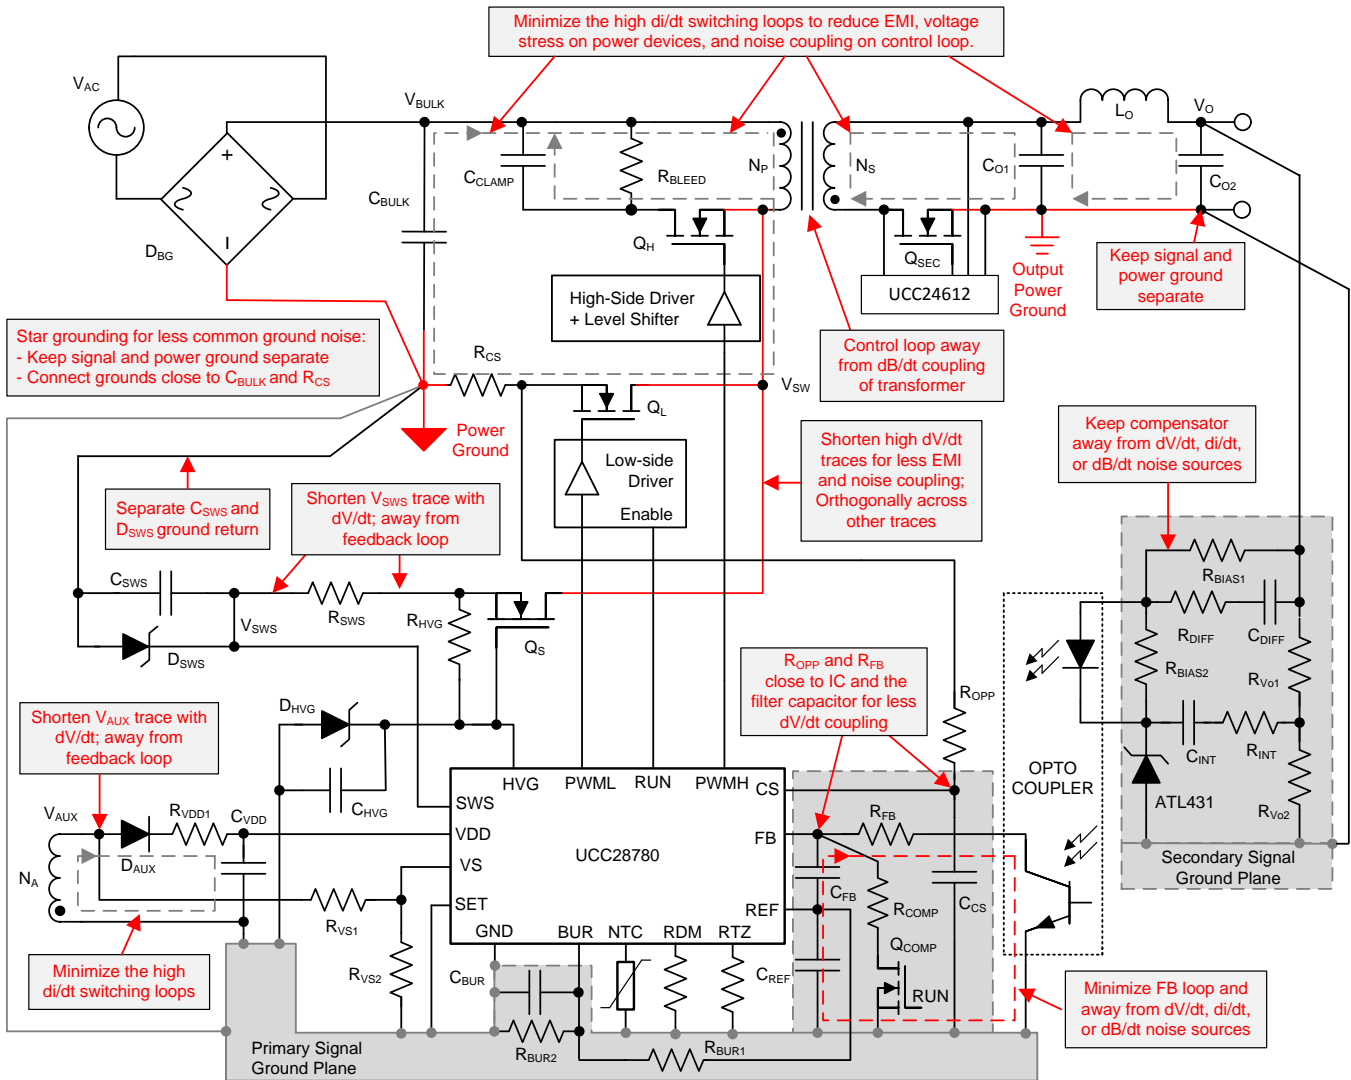 Minimize the high di/dt switching loops to reduce EMI, voltage
stress on power devices, and noise coupling on control loop.
VAC
VBULK
LO
VO
CCLAMP
RBLEED
NP
NS
CO1
CO2
CBULK
DBG
QH
QSEC
UCC24612
Output
Power
Ground
Keep signal and
power ground
separate
High-Side Driver
+ Level Shifter
Star grounding for less common ground noise:
- Keep signal and power ground separate
- Connect grounds close to CBULK and RCS
RCS
Control loop away
from dB/dt coupling
of transformer
VSW
QL
Power
Ground
Low-side
Driver
Enable
Shorten high dV/dt
traces for less EMI
and noise coupling;
Orthogonally across
other traces
Keep compensator
away from dV/dt, di/dt,
or dB/dt noise sources
Separate CSWS and
DSWS ground return
Shorten VSWS trace with
dV/dt; away from
feedback loop
CSWS
RSWS
VSWS
DSWS
RHVG
QS
RBIAS1
RDIFF
CDIFF
RBIAS2
RVo1
CINT
RINT
RVo2
ATL431
OPTO
COUPLER
Secondary Signal
Ground Plane
ROPP and RFB
close to IC and the
filter capacitor for less
dV/dt coupling
ROPP
DHVG
CHVG
Shorten VAUX trace with
dV/dt; away from
feedback loop
VAUX
RVDD1
CVDD
DAUX
NA
RVS1
RVS2
Minimize the high
di/dt switching loops
HVG
PWML
RUN
PWMH
CS
SWS
VDD
FB
VS
UCC28780
SET
REF
GND
BUR
NTC
RDM
RTZ
RFB
CFB
RCOMP
CCS
QCOMP
CREF
RUN
CBUR
RBUR2
RBUR1
Minimize FB loop and
away from dV/dt, di/dt,
or dB/dt noise sources
Primary Signal
Ground Plane